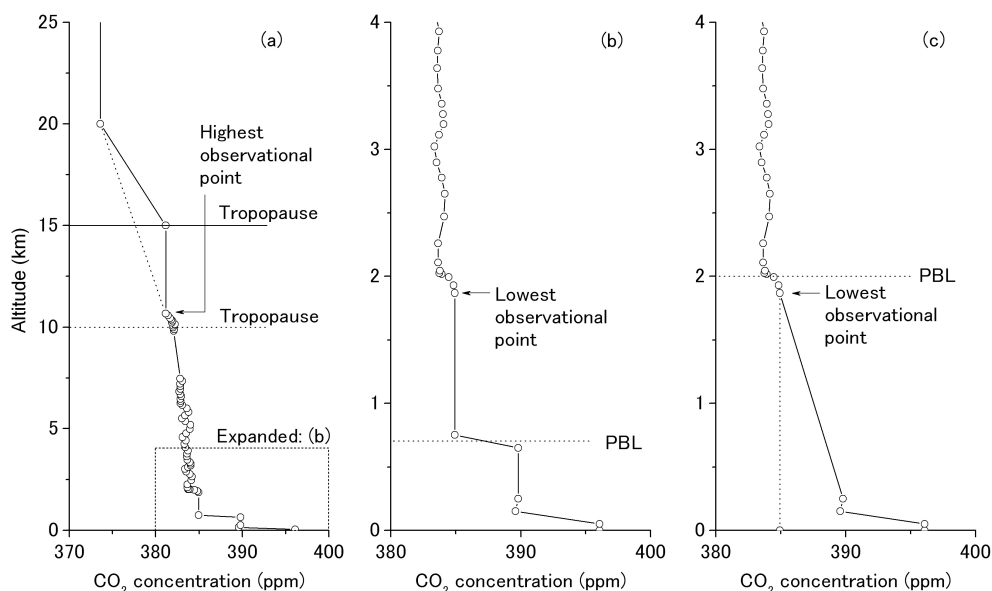 (a)
(b)
(c)
25
20
15
10
5
0
Altitude (km)
Highest
observational
point
Tropopause
Tropopause
Expanded: (b)
370
380
390
400
CO2 concentration (ppm)
4
3
2
1
0
Lowest
observational
point
PBL
380
390
400
CO2 concentration (ppm)
4
3
2
1
0
PBL
Lowest
observational
point
380
390
400
CO2 concentration (ppm)